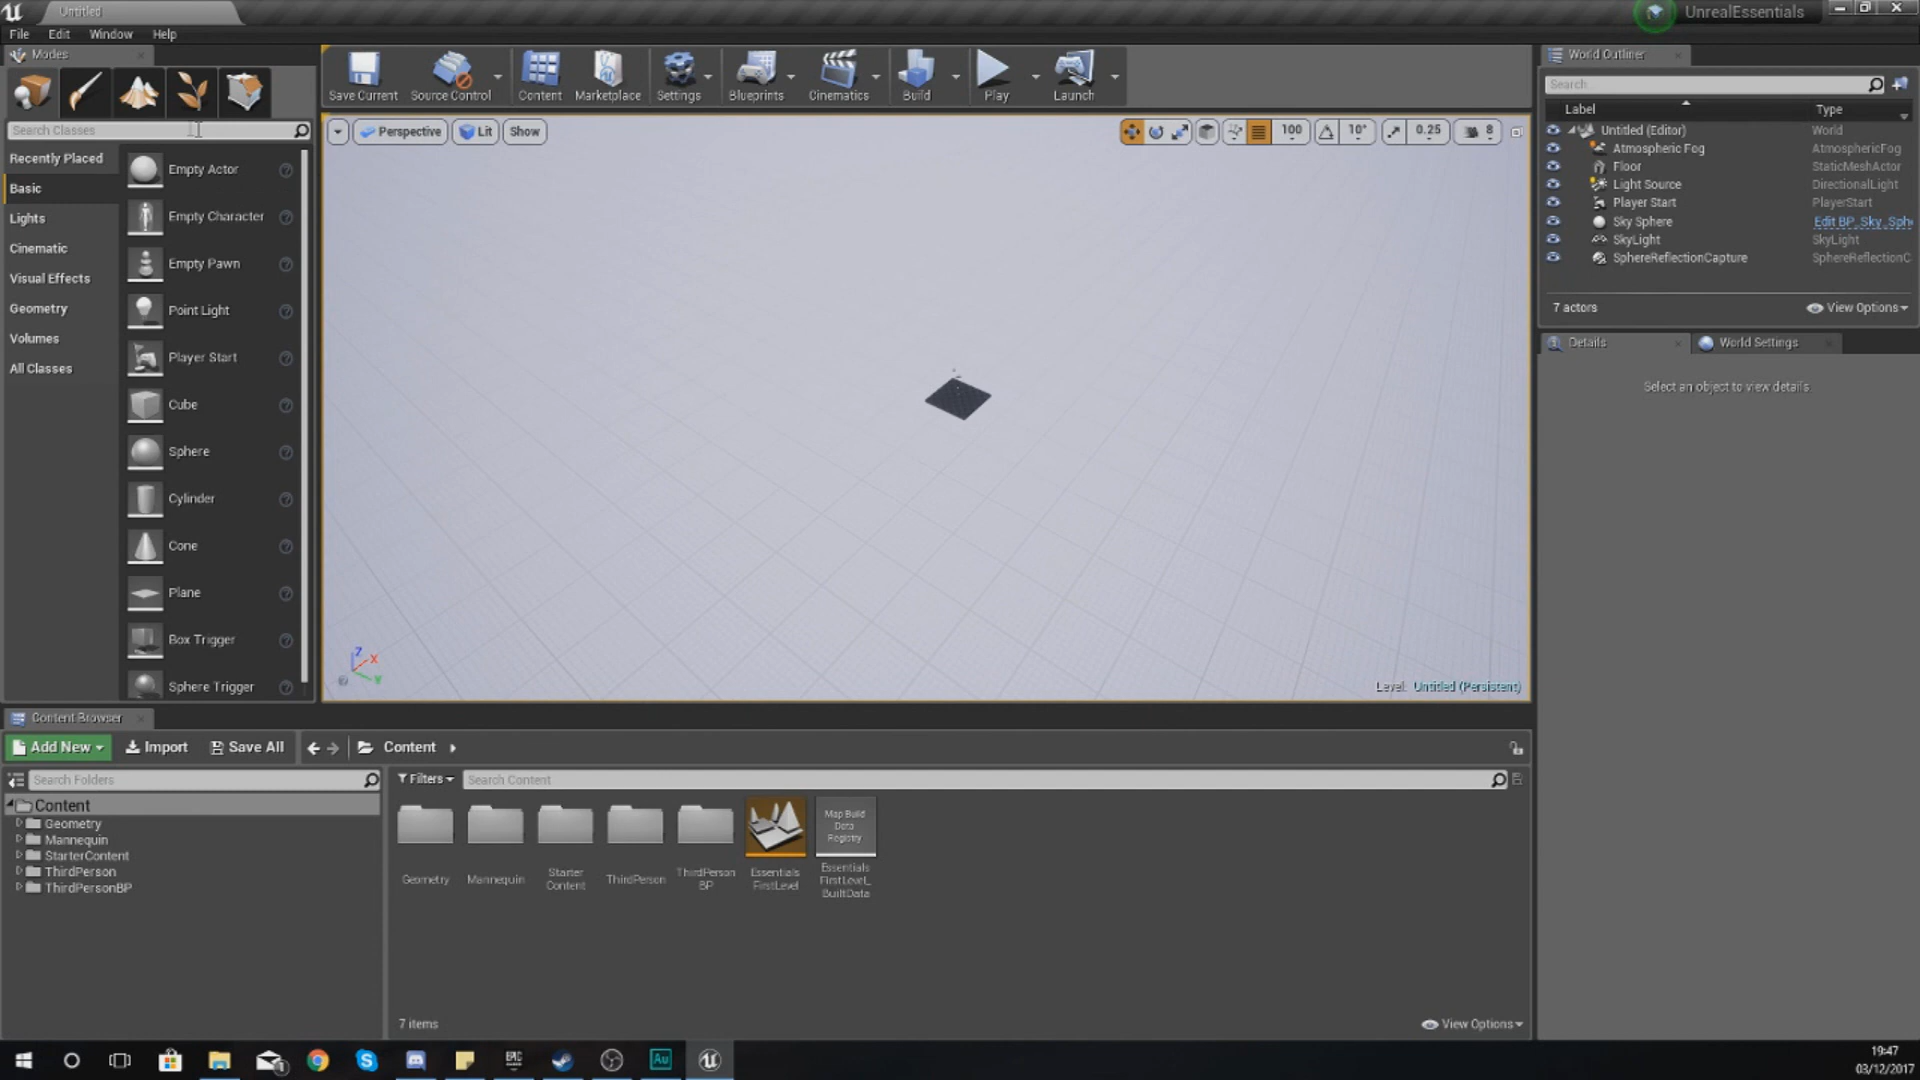 Untitled
UnrealEssentials
File Edit Window Help
Modes
Search Classes
Recently Placed
Basic
Lights
Cinematic
Visual Effects
Geometry
Volumes
All Classes
Empty Actor
Empty Character
Empty Pawn
Point Light
Player Start
Cube
Sphere
Cylinder
Cone
Plane
Box Trigger
Sphere Trigger
Save Current Source Control Content Marketplace Settings Blueprints Cinematics Build Play Launch
Perspective Lit Show
100 10° 0.25 8
Z X Y
Level: Untitled (Persistent)
World Outliner
Search
Label Type
Untitled (Editor) World
Atmospheric Fog AtmosphericFog
Floor StaticMeshActor
Light Source DirectionalLight
Player Start PlayerStart
Sky Sphere Edit BP_Sky_Sph
SkyLight SkyLight
SphereReflectionCapture SphereReflectionC
7 actors View Options
Details World Settings
Select an object to view details.
Content Browser
Add New Import Save All Content
Search Folders
Content
Geometry
Mannequin
StarterContent
ThirdPerson
ThirdPersonBP
Filters Search Content
Geometry
Mannequin
Starter
Content
ThirdPerson
ThirdPerson
BP
Essentials
FirstLevel
Map Build
Data
Registry
Essentials
FirstLevel_
BuiltData
7 items View Options
EPIC
Au
19:47
03/12/2017